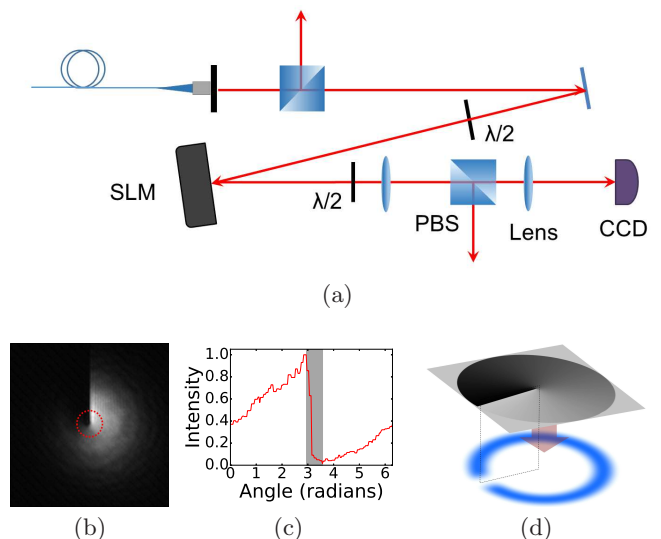 λ/2
SLM
λ/2
PBS
Lens
CCD
(a)
1.0
0.8
0.6
0.4
0.2
0.0
Intensity
0 1 2 3 4 5 6
Angle (radians)
(b)
(c)
(d)